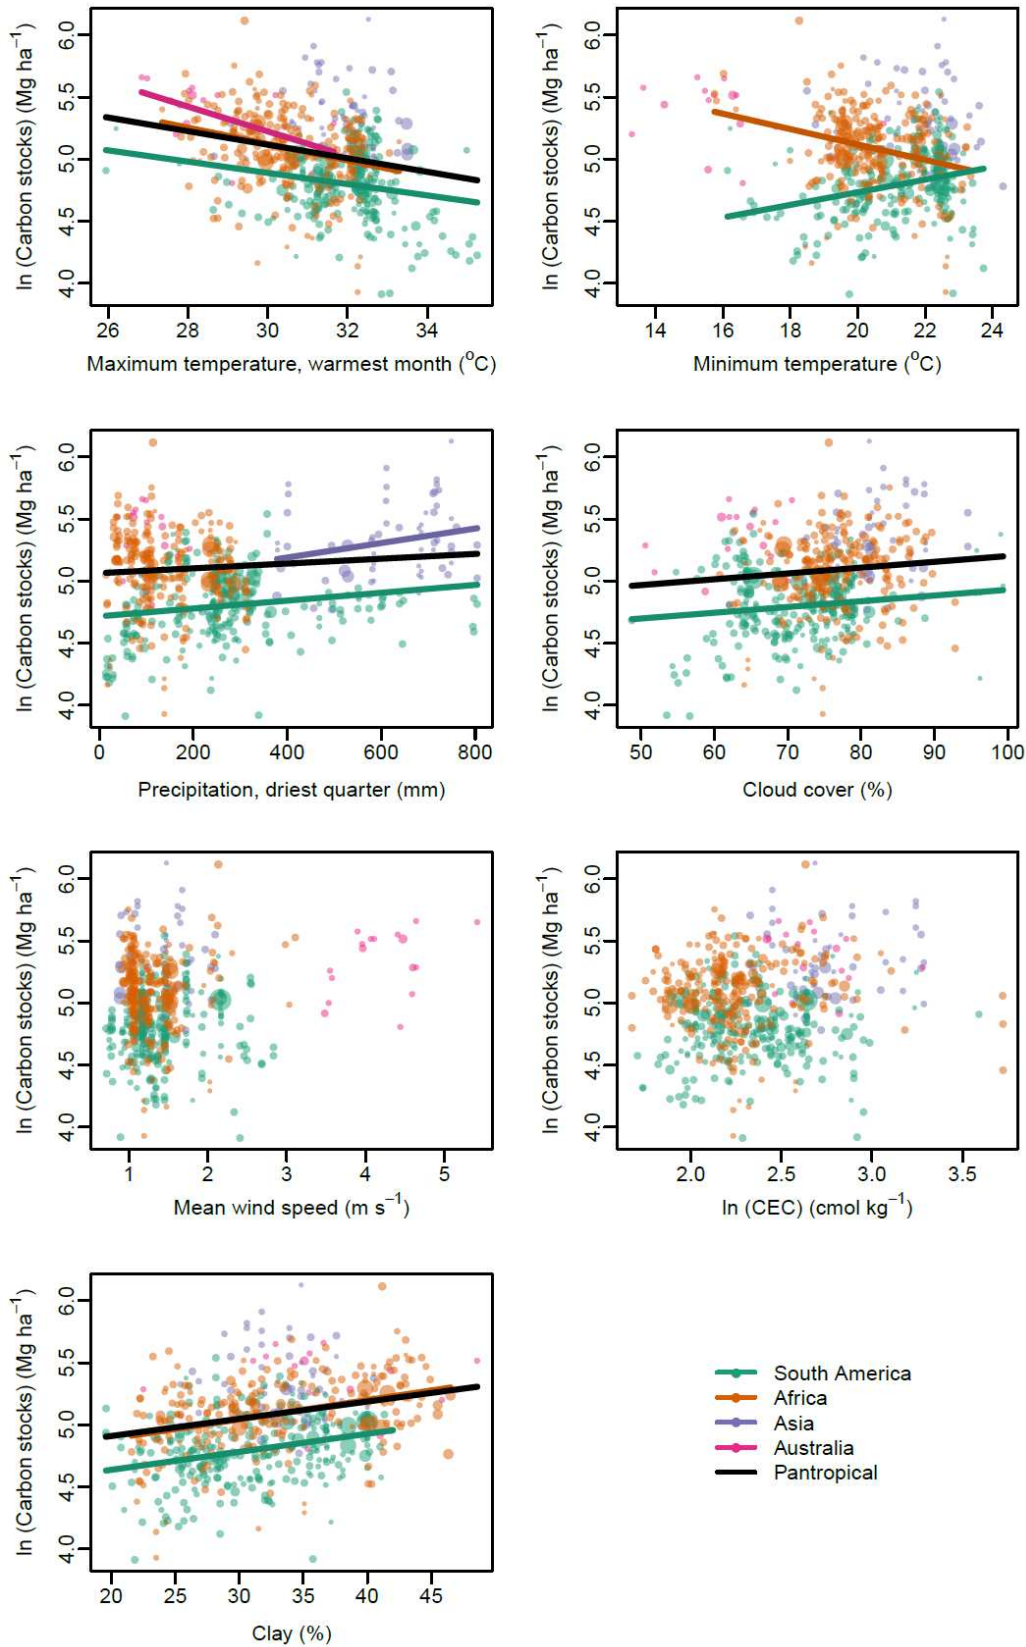 ln (Carbon stocks) (Mg ha⁻¹)
6.0
5.5
5.0
4.5
4.0
26 28 30 32 34
Maximum temperature, warmest month (°C)
ln (Carbon stocks) (Mg ha⁻¹)
6.0
5.5
5.0
4.5
4.0
14 16 18 20 22 24
Minimum temperature (°C)
ln (Carbon stocks) (Mg ha⁻¹)
6.0
5.5
5.0
4.5
4.0
0 200 400 600 800
Precipitation, driest quarter (mm)
ln (Carbon stocks) (Mg ha⁻¹)
6.0
5.5
5.0
4.5
4.0
50 60 70 80 90 100
Cloud cover (%)
ln (Carbon stocks) (Mg ha⁻¹)
6.0
5.5
5.0
4.5
4.0
1 2 3 4 5
Mean wind speed (m s⁻¹)
ln (Carbon stocks) (Mg ha⁻¹)
6.0
5.5
5.0
4.5
4.0
2.0 2.5 3.0 3.5
ln (CEC) (cmol kg⁻¹)
ln (Carbon stocks) (Mg ha⁻¹)
6.0
5.5
5.0
4.5
4.0
20 25 30 35 40 45
Clay (%)
South America
Africa
Asia
Australia
Pantropical